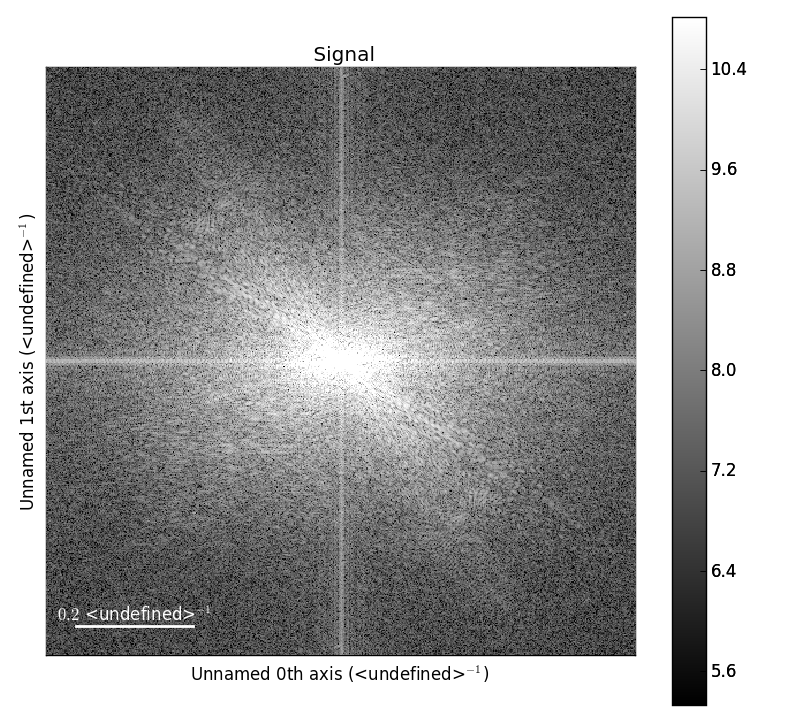 Signal
10.4
9.6
8.8
8.0
7.2
6.4
5.6
Unnamed 1st axis (<undefined>⁻¹)
0.2 <undefined>⁻¹
Unnamed 0th axis (<undefined>⁻¹)